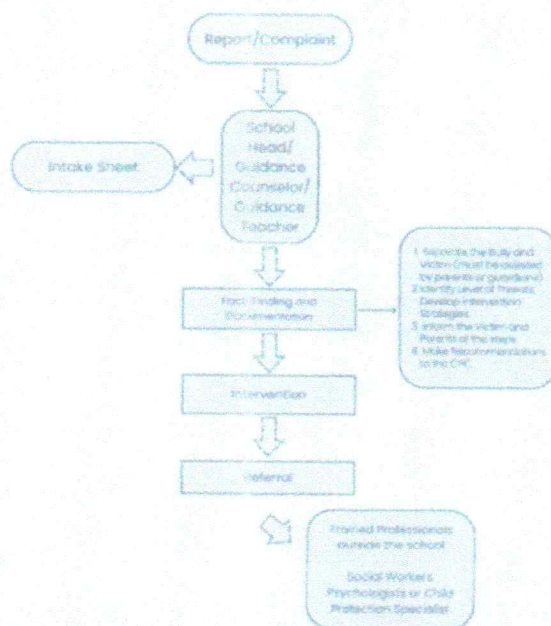 Report/Complaint
School
Head/
Guidance
Counselor/
Guidance
Teacher
Intake Sheet
Fact-Finding and
Documentation
1. Separate the Bully and
Victim (must be assisted
by parents or guardians)
2. Identify Level of Threats,
Develop Intervention
Strategies
3. Inform the Victim and
Parents of the steps
4. Make Recommendations
to the CPC
Intervention
Referral
Trained Professionals
outside the school
Social Workers
Psychologists or Child
Protection Specialist